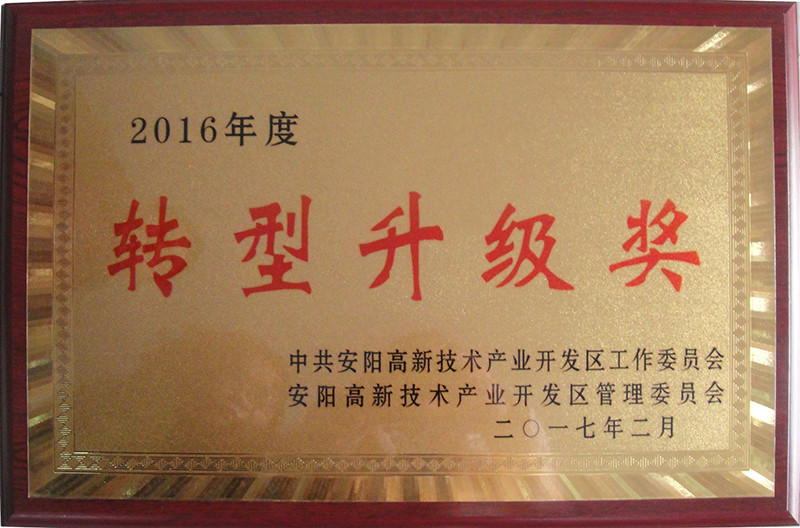 2016年度
转型升级奖
中共安阳高新技术产业开发区工作委员会
安阳高新技术产业开发区管理委员会
二〇一七年二月